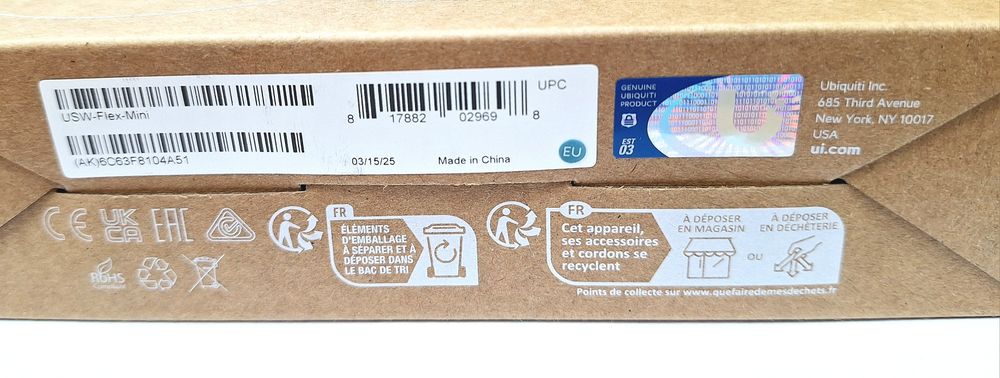 USW-Flex-Mini
(AK)6C63F8104A51
UPC
8 17882 02969 8
03/15/25
Made in China
EU
GENUINE
UBIQUITI
PRODUCT
EST
03
Ubiquiti Inc.
685 Third Avenue
New York, NY 10017
USA
ui.com
CE
UK
CA
EAC
RoHS
compliant
FR
ÉLÉMENTS
D'EMBALLAGE
À SÉPARER ET À
DÉPOSER DANS
LE BAC DE TRI
FR
Cet appareil,
ses accessoires
et cordons se
recyclent
À DÉPOSER
EN MAGASIN
OU
À DÉPOSER
EN DÉCHÈTERIE
Points de collecte sur www.quefairedemesdechets.fr